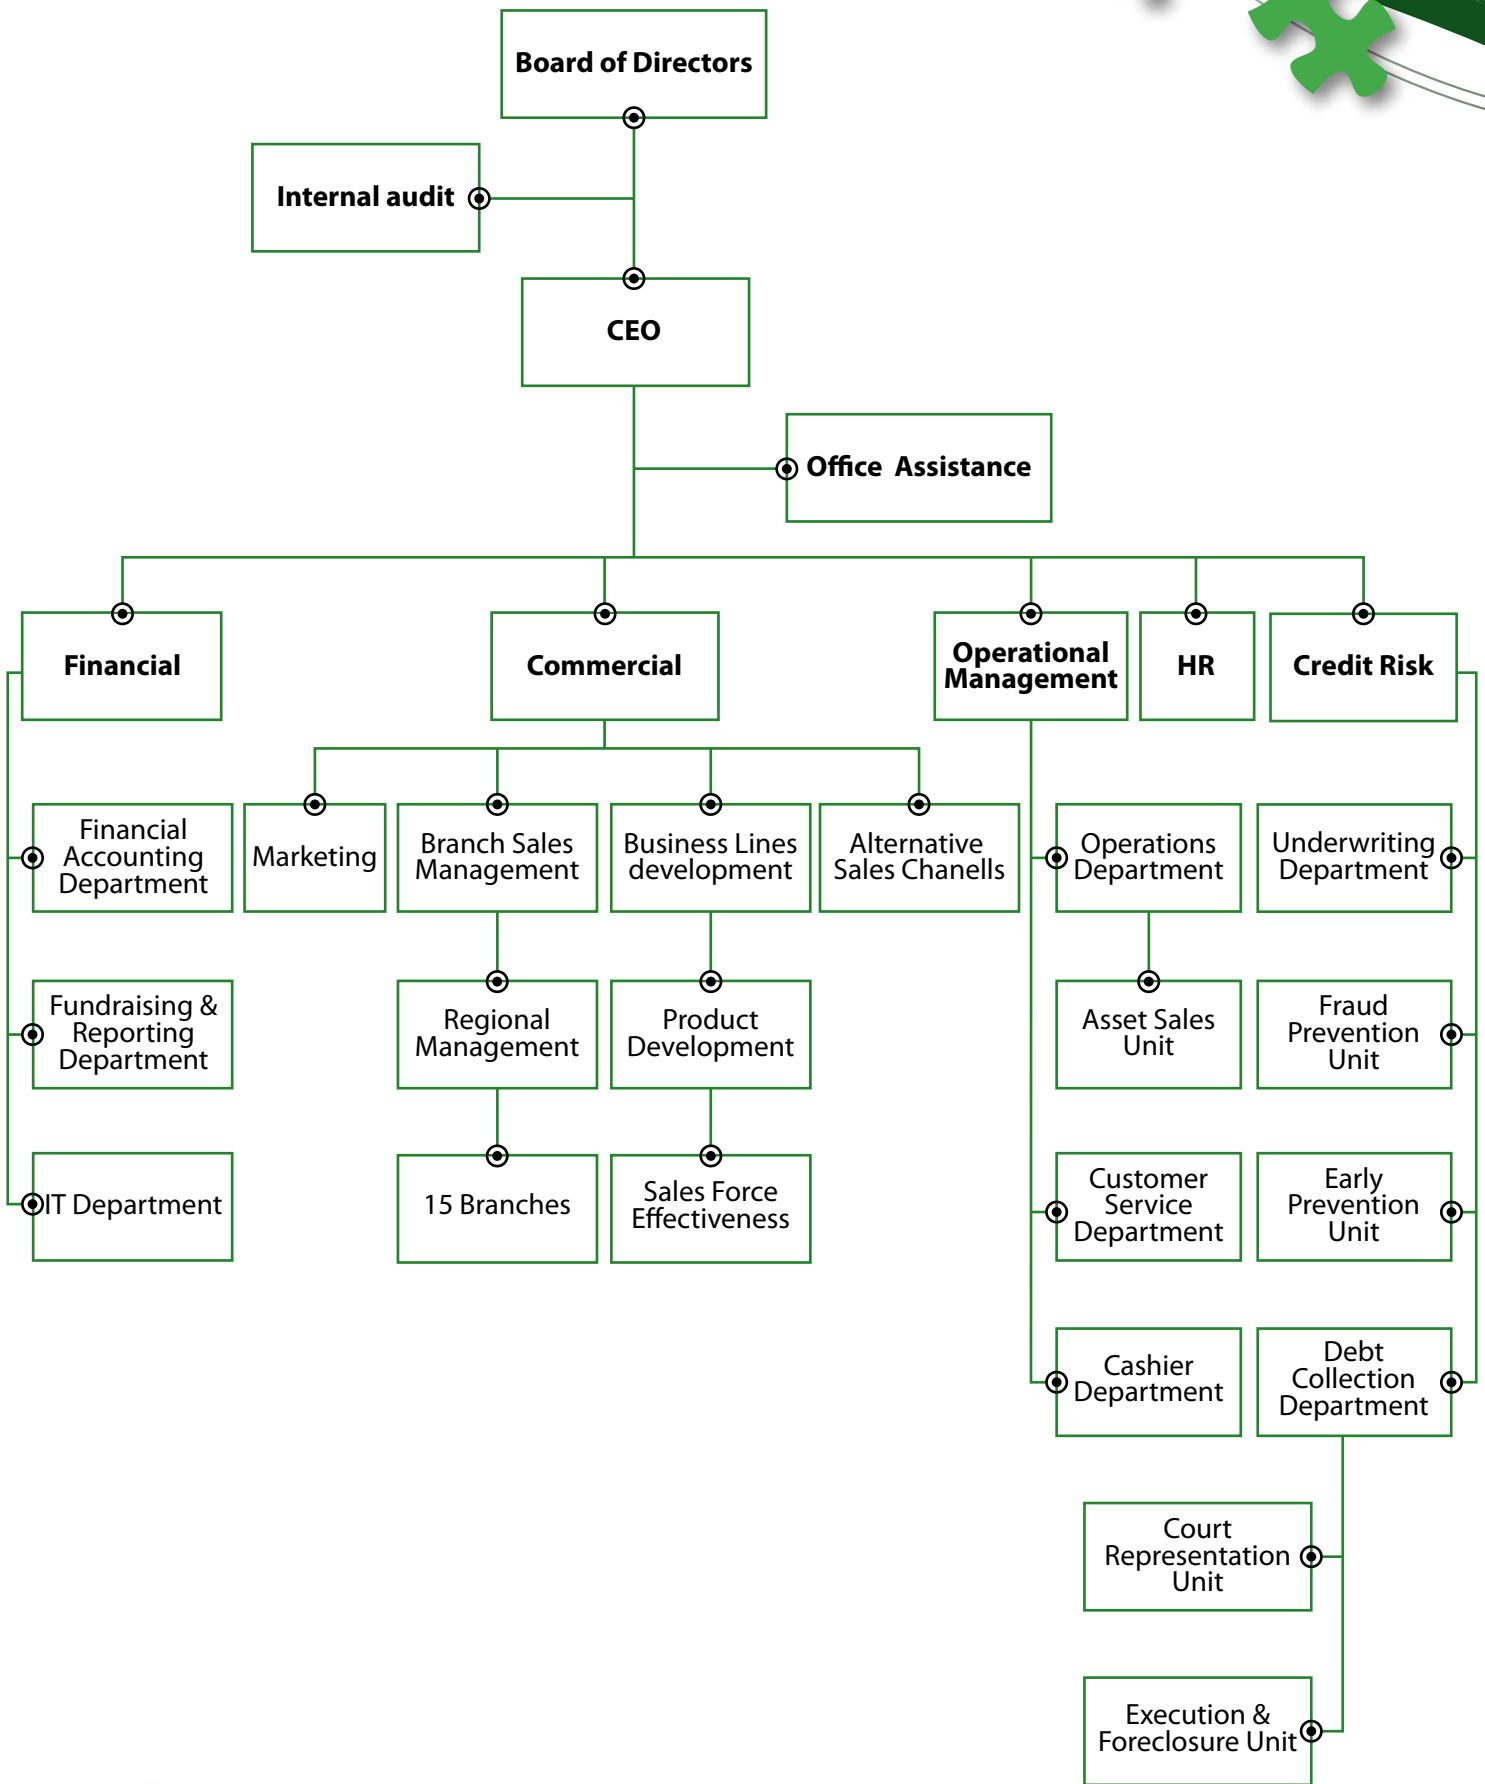 Board of Directors
Internal audit
CEO
Office Assistance
Financial
Commercial
Operational
Management
HR
Credit Risk
Financial
Accounting
Department
Marketing
Branch Sales
Management
Business Lines
development
Alternative
Sales Chanells
Operations
Department
Underwriting
Department
Fundraising &
Reporting
Department
Regional
Management
Product
Development
Asset Sales
Unit
Fraud
Prevention
Unit
IT Department
15 Branches
Sales Force
Effectiveness
Customer
Service
Department
Early
Prevention
Unit
Cashier
Department
Debt
Collection
Department
Court
Representation
Unit
Execution &
Foreclosure Unit